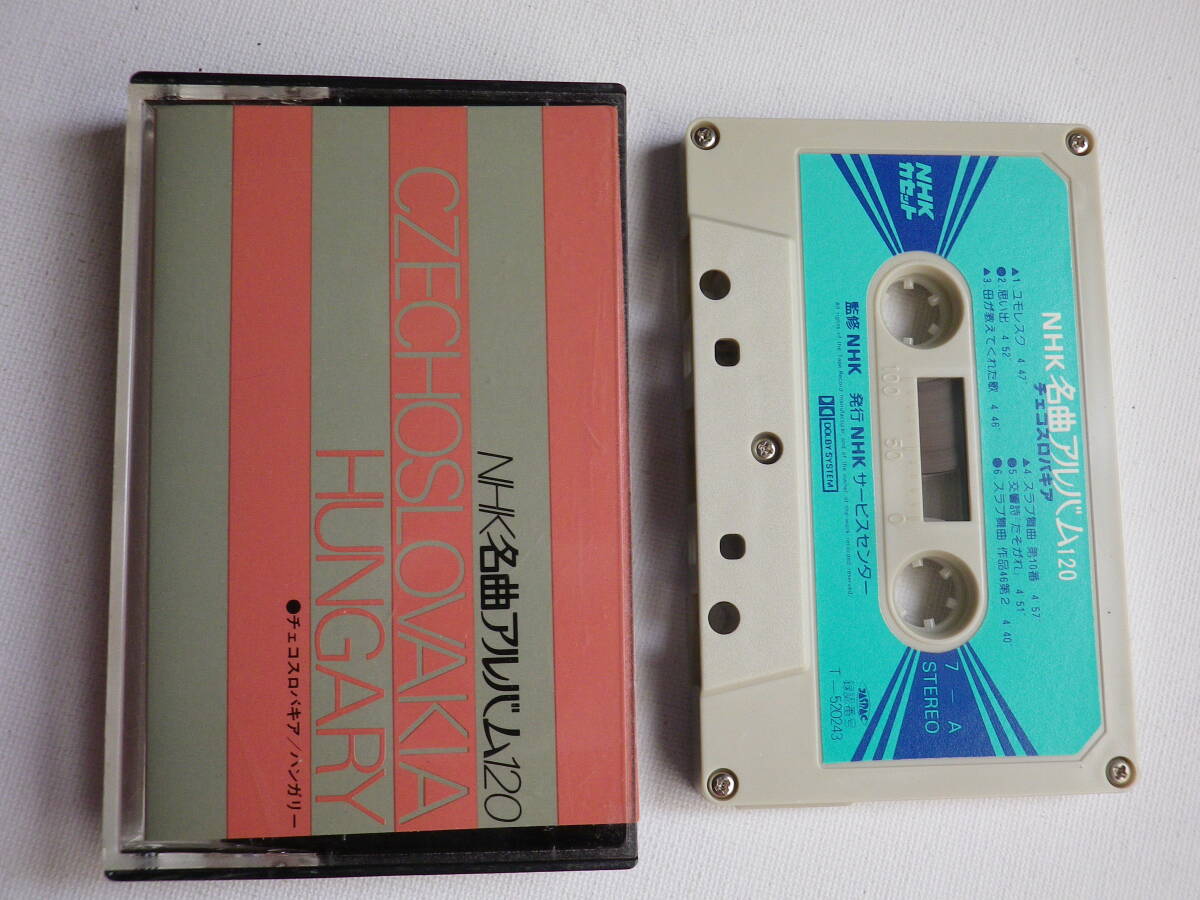 NHK名曲アルバム120
CZECHOSLOVAKIA
HUNGARY
●チェコスロバキア/ハンガリー
NHK
カセット
NHK名曲アルバム120
チェコスロバキア
▲1. ユモレスク 4'47"
●2. 思い出 4'52"
▲3. 母が教えてくれた歌 4'46"
▲4. スラブ舞曲 第10番 4'57"
●5. 交響詩「たそがれ」 4'51"
●6. スラブ舞曲 作品46第2 4'40"
100 50 0
7—A
STEREO
監修 NHK 発行 NHKサービスセンター
DOLBY SYSTEM
JASRAC
T—520243